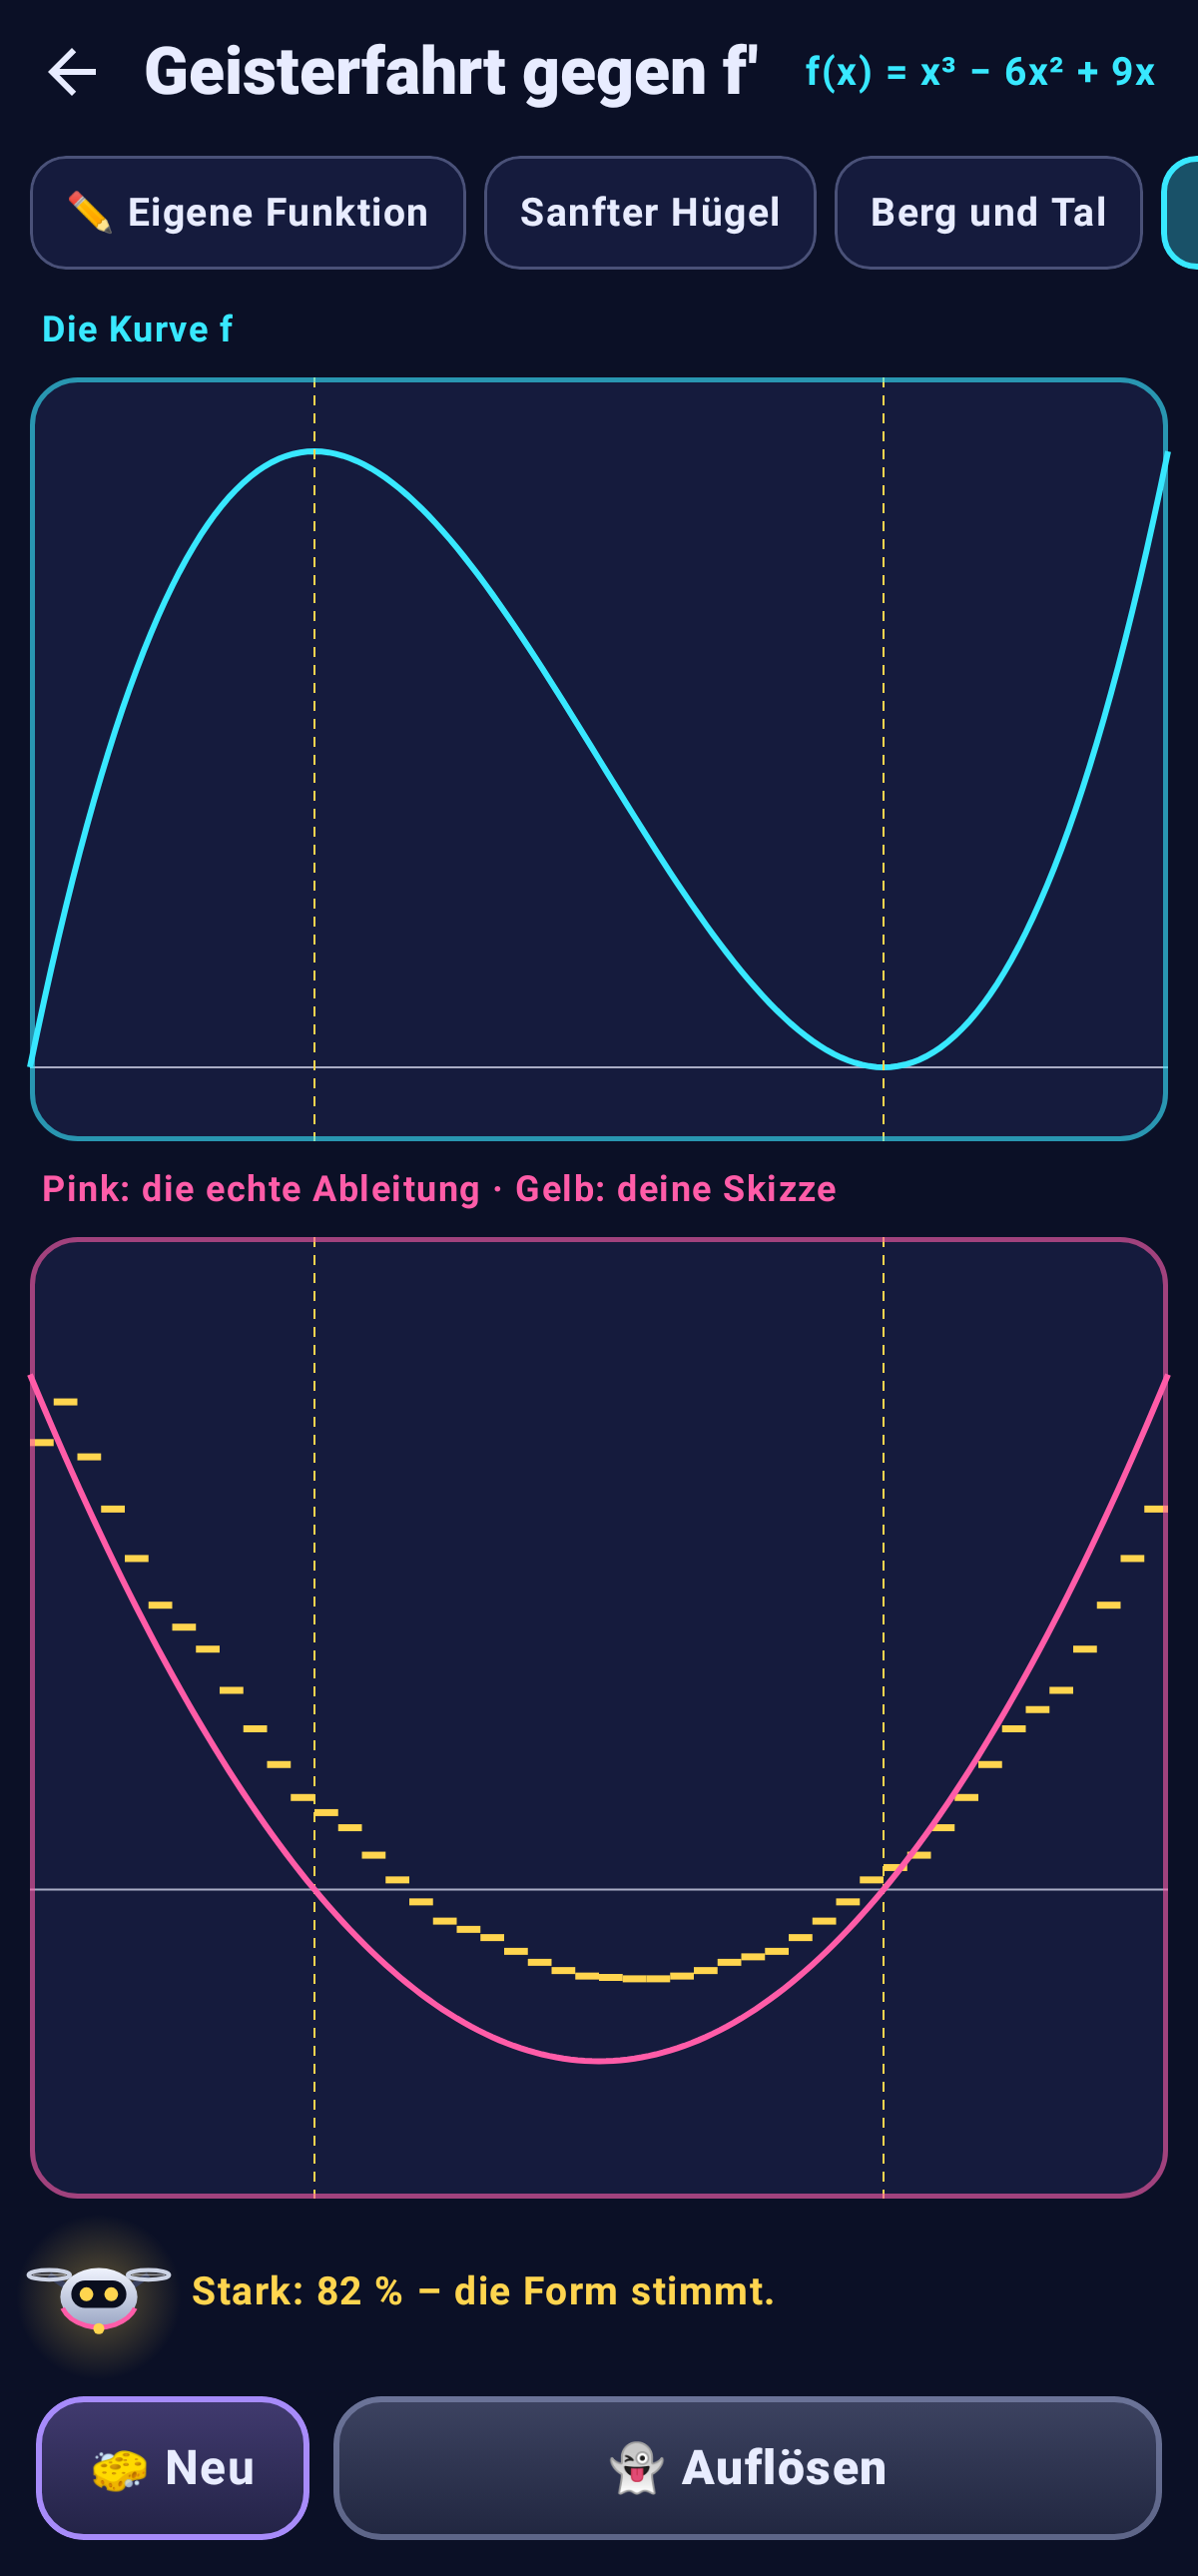 Geisterfahrt gegen f' f(x) = x³ − 6x² + 9x
Eigene Funktion Sanfter Hügel Berg und Tal
Die Kurve f
Pink: die echte Ableitung · Gelb: deine Skizze
Stark: 82 % – die Form stimmt.
Neu Auflösen